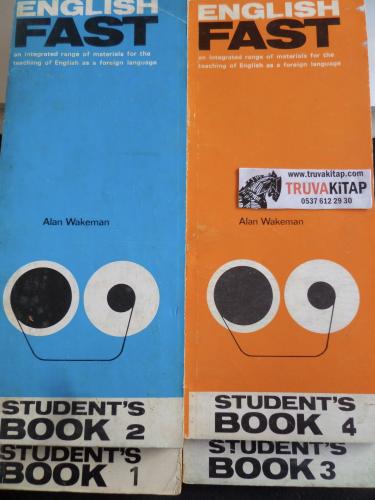 ENGLISH
FAST
an integrated range of materials for the
teaching of English as a foreign language
Alan Wakeman
STUDENT'S
BOOK 2
STUDENT'S
BOOK 1
ENGLISH
FAST
an integrated range of materials for the
teaching of English as a foreign language
www.truvakitap.com
TRUVAKİTAP
0537 612 29 30
Alan Wakeman
STUDENT'S
BOOK 4
STUDENT'S
BOOK 3